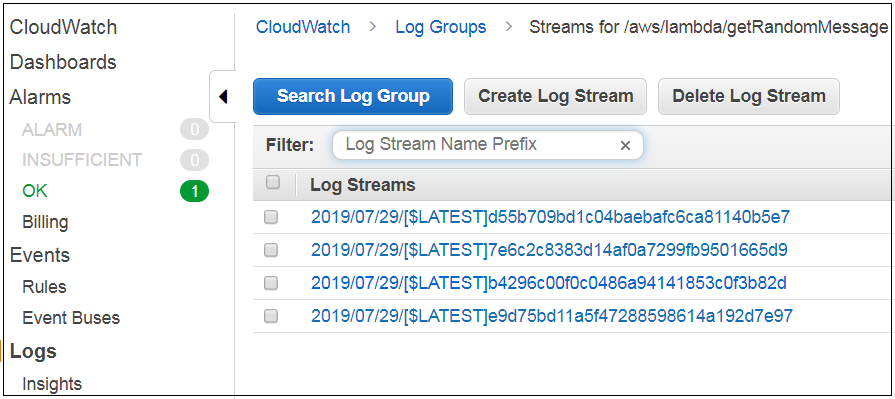 CloudWatch
Dashboards
Alarms
ALARM 0
INSUFFICIENT 0
OK 1
Billing
Events
Rules
Event Buses
Logs
Insights
CloudWatch > Log Groups > Streams for /aws/lambda/getRandomMessage
Search Log Group Create Log Stream Delete Log Stream
Filter: Log Stream Name Prefix ×
Log Streams
2019/07/29/[$LATEST]d55b709bd1c04baebafc6ca81140b5e7
2019/07/29/[$LATEST]7e6c2c8383d14af0a7299fb9501665d9
2019/07/29/[$LATEST]b4296c00f0c0486a94141853c0f3b82d
2019/07/29/[$LATEST]e9d75bd11a5f47288598614a192d7e97